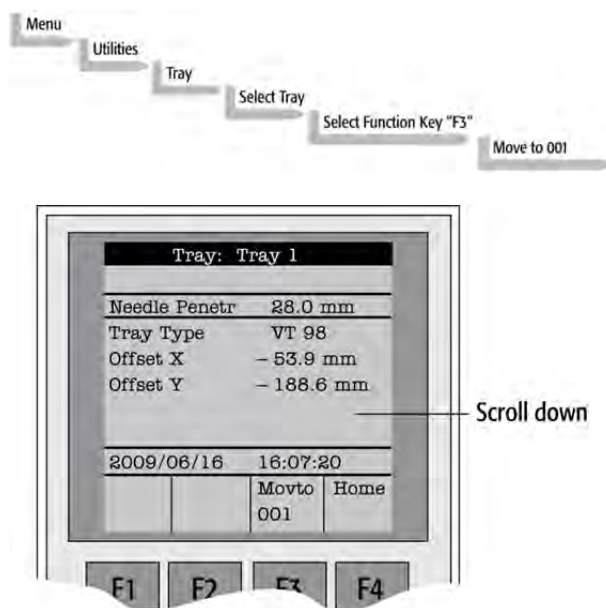 Menu
Utilities
Tray
Select Tray
Select Function Key "F3"
Move to 001
Tray: Tray 1
Needle Penetr 28.0 mm
Tray Type VT 98
Offset X – 53.9 mm
Offset Y – 188.6 mm
Scroll down
2009/06/16 16:07:20
Movto Home
001
F1 F2 F3 F4